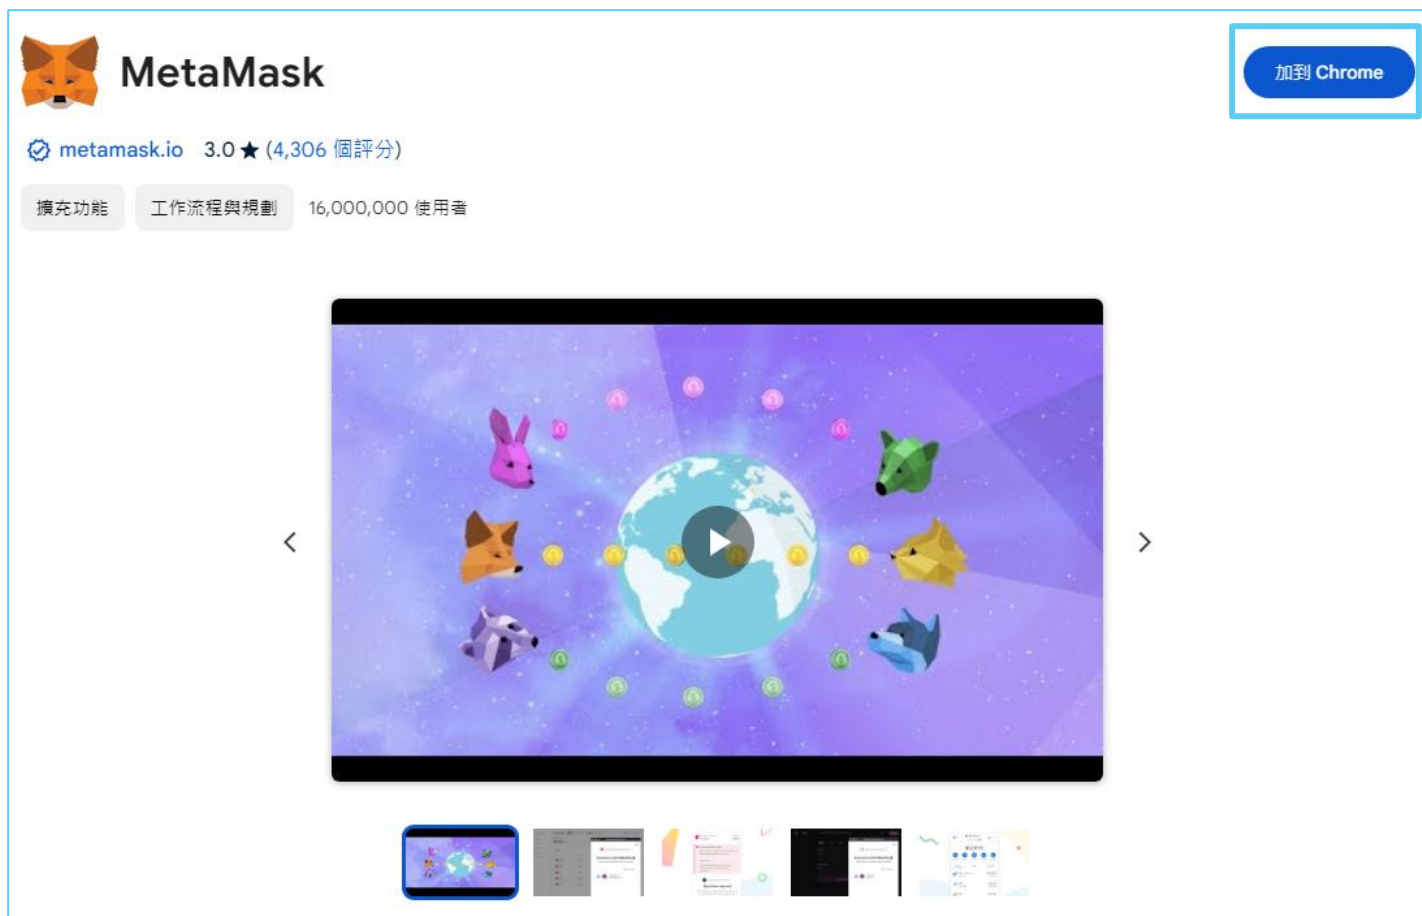 MetaMask
加到 Chrome
metamask.io 3.0 ★ (4,306 個評分)
擴充功能 工作流程與規劃 16,000,000 使用者